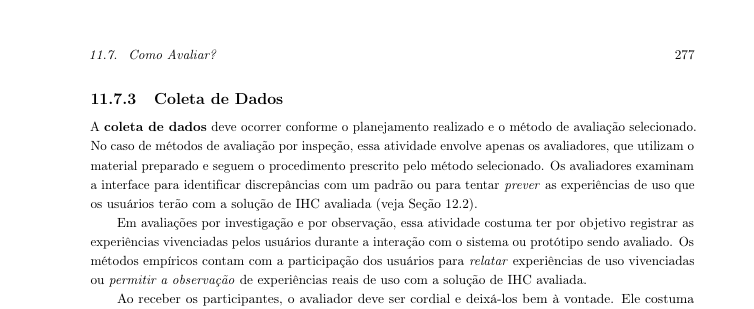 11.7. Como Avaliar? 277
11.7.3 Coleta de Dados
A coleta de dados deve ocorrer conforme o planejamento realizado e o método de avaliação selecionado.
No caso de métodos de avaliação por inspeção, essa atividade envolve apenas os avaliadores, que utilizam o
material preparado e seguem o procedimento prescrito pelo método selecionado. Os avaliadores examinam
a interface para identificar discrepâncias com um padrão ou para tentar prever as experiências de uso que
os usuários terão com a solução de IHC avaliada (veja Seção 12.2).
Em avaliações por investigação e por observação, essa atividade costuma ter por objetivo registrar as
experiências vivenciadas pelos usuários durante a interação com o sistema ou protótipo sendo avaliado. Os
métodos empíricos contam com a participação dos usuários para relatar experiências de uso vivenciadas
ou permitir a observação de experiências reais de uso com a solução de IHC avaliada.
Ao receber os participantes, o avaliador deve ser cordial e deixá-los bem à vontade. Ele costuma